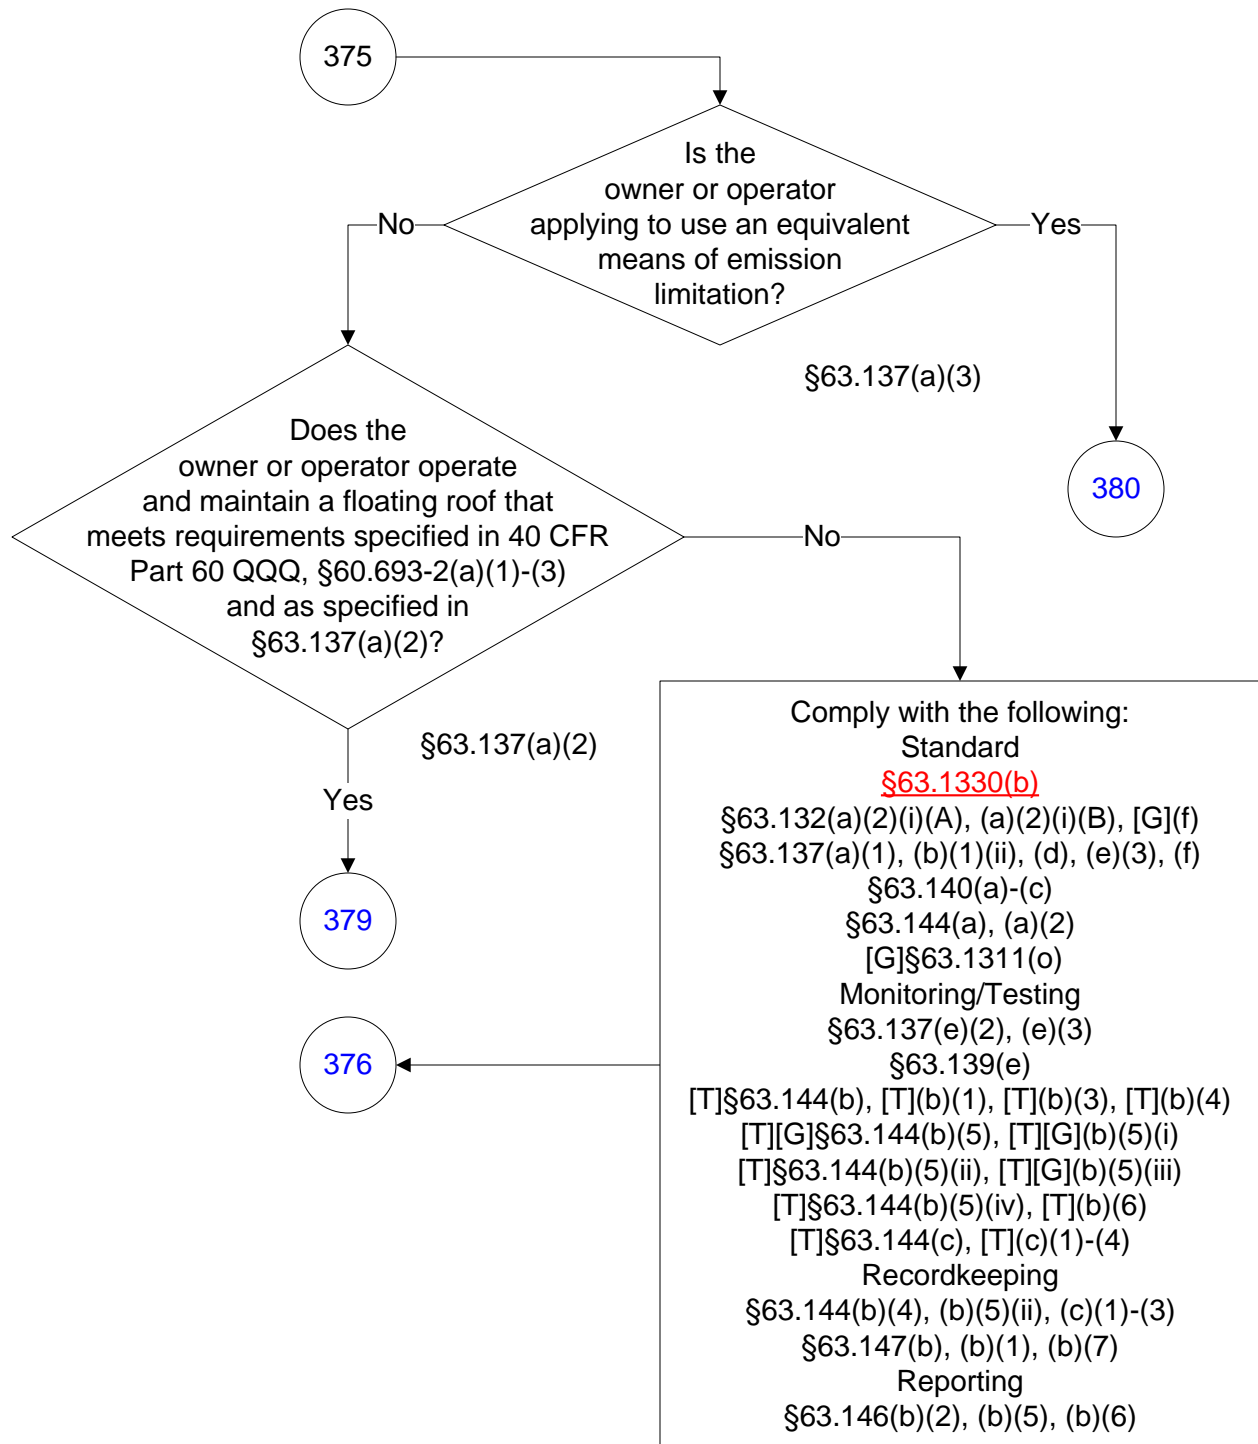 375
Is the
owner or operator
applying to use an equivalent
means of emission
limitation?
No
Yes
§63.137(a)(3)
380
Does the
owner or operator operate
and maintain a floating roof that
meets requirements specified in 40 CFR
Part 60 QQQ, §60.693-2(a)(1)-(3)
and as specified in
§63.137(a)(2)?
No
§63.137(a)(2)
Yes
379
376
Comply with the following:
Standard
§63.1330(b)
§63.132(a)(2)(i)(A), (a)(2)(i)(B), [G](f)
§63.137(a)(1), (b)(1)(ii), (d), (e)(3), (f)
§63.140(a)-(c)
§63.144(a), (a)(2)
[G]§63.1311(o)
Monitoring/Testing
§63.137(e)(2), (e)(3)
§63.139(e)
[T]§63.144(b), [T](b)(1), [T](b)(3), [T](b)(4)
[T][G]§63.144(b)(5), [T][G](b)(5)(i)
[T]§63.144(b)(5)(ii), [T][G](b)(5)(iii)
[T]§63.144(b)(5)(iv), [T](b)(6)
[T]§63.144(c), [T](c)(1)-(4)
Recordkeeping
§63.144(b)(4), (b)(5)(ii), (c)(1)-(3)
§63.147(b), (b)(1), (b)(7)
Reporting
§63.146(b)(2), (b)(5), (b)(6)